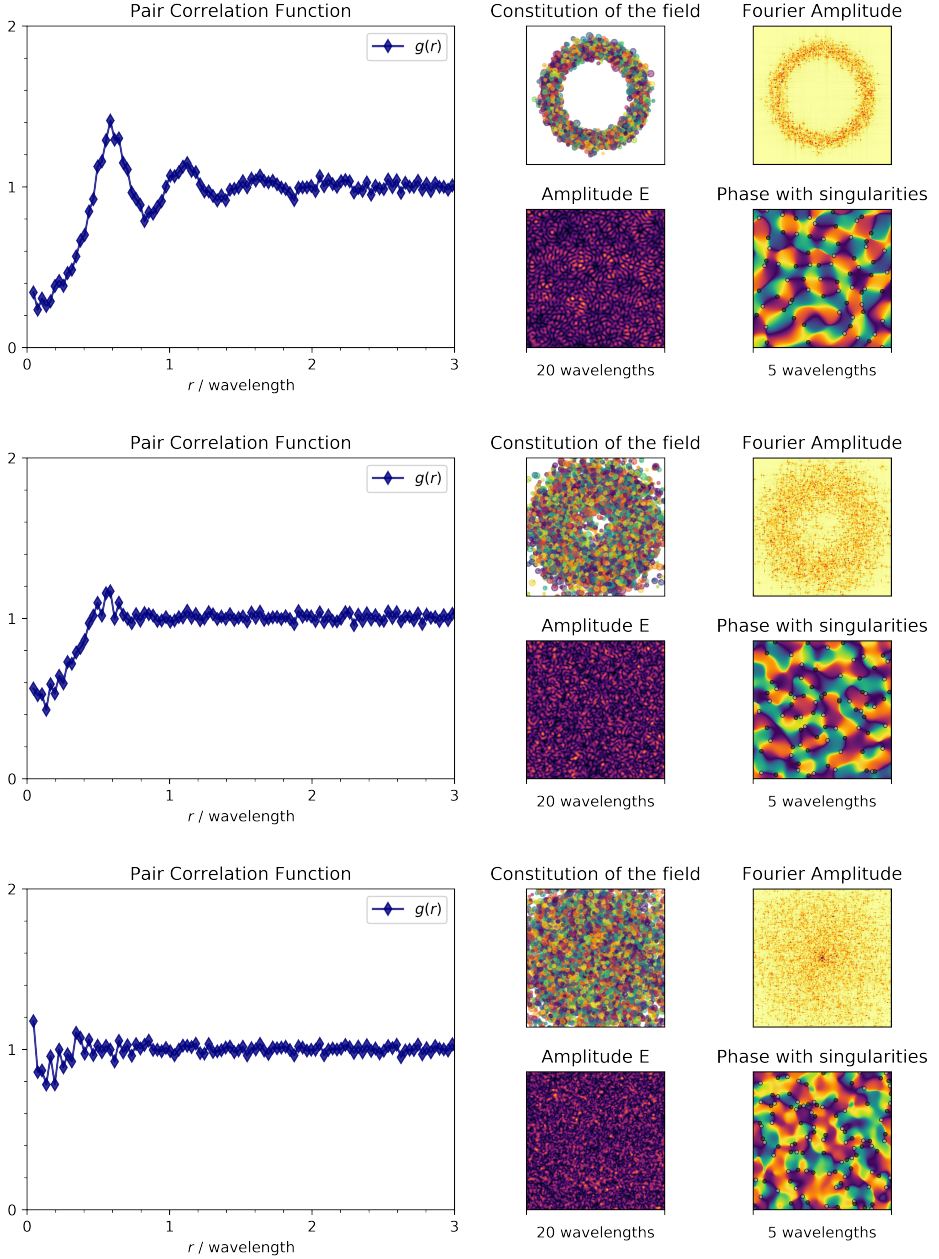 Pair Correlation Function
Constitution of the field
Fourier Amplitude
2
g(r)
1
0
0
1
2
3
r / wavelength
Amplitude E
Phase with singularities
20 wavelengths
5 wavelengths
Pair Correlation Function
Constitution of the field
Fourier Amplitude
2
g(r)
1
0
0
1
2
3
r / wavelength
Amplitude E
Phase with singularities
20 wavelengths
5 wavelengths
Pair Correlation Function
Constitution of the field
Fourier Amplitude
2
g(r)
1
0
0
1
2
3
r / wavelength
Amplitude E
Phase with singularities
20 wavelengths
5 wavelengths